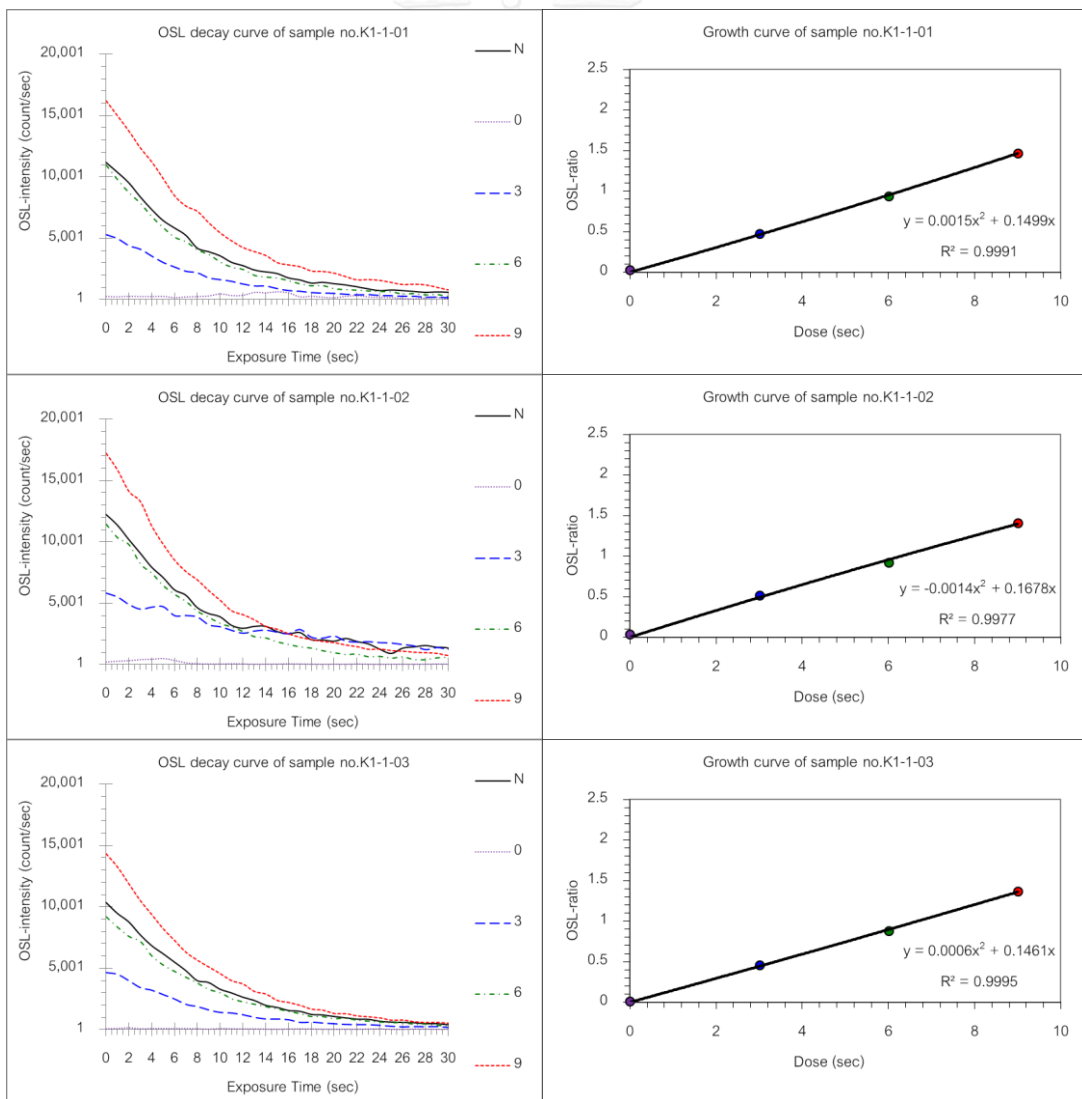 OSL decay curve of sample no.K1-1-01
OSL-intensity (count/sec)
20,001
15,001
10,001
5,001
1
0 2 4 6 8 10 12 14 16 18 20 22 24 26 28 30
Exposure Time (sec)
N
0
3
6
9
Growth curve of sample no.K1-1-01
OSL-ratio
2.5
2
1.5
1
0.5
0
0 2 4 6 8 10
Dose (sec)
y = 0.0015x² + 0.1499x
R² = 0.9991
OSL decay curve of sample no.K1-1-02
OSL-intensity (count/sec)
20,001
15,001
10,001
5,001
1
0 2 4 6 8 10 12 14 16 18 20 22 24 26 28 30
Exposure Time (sec)
N
0
3
6
9
Growth curve of sample no.K1-1-02
OSL-ratio
2.5
2
1.5
1
0.5
0
0 2 4 6 8 10
Dose (sec)
y = -0.0014x² + 0.1678x
R² = 0.9977
OSL decay curve of sample no.K1-1-03
OSL-intensity (count/sec)
20,001
15,001
10,001
5,001
1
0 2 4 6 8 10 12 14 16 18 20 22 24 26 28 30
Exposure Time (sec)
N
0
3
6
9
Growth curve of sample no.K1-1-03
OSL-ratio
2.5
2
1.5
1
0.5
0
0 2 4 6 8 10
Dose (sec)
y = 0.0006x² + 0.1461x
R² = 0.9995